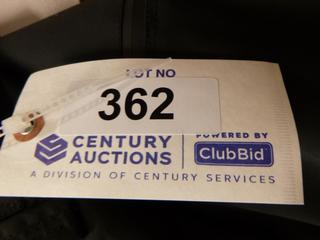 LOT NO
362
CENTURY
AUCTIONS
POWERED BY
ClubBid
A DIVISION OF CENTURY SERVICES